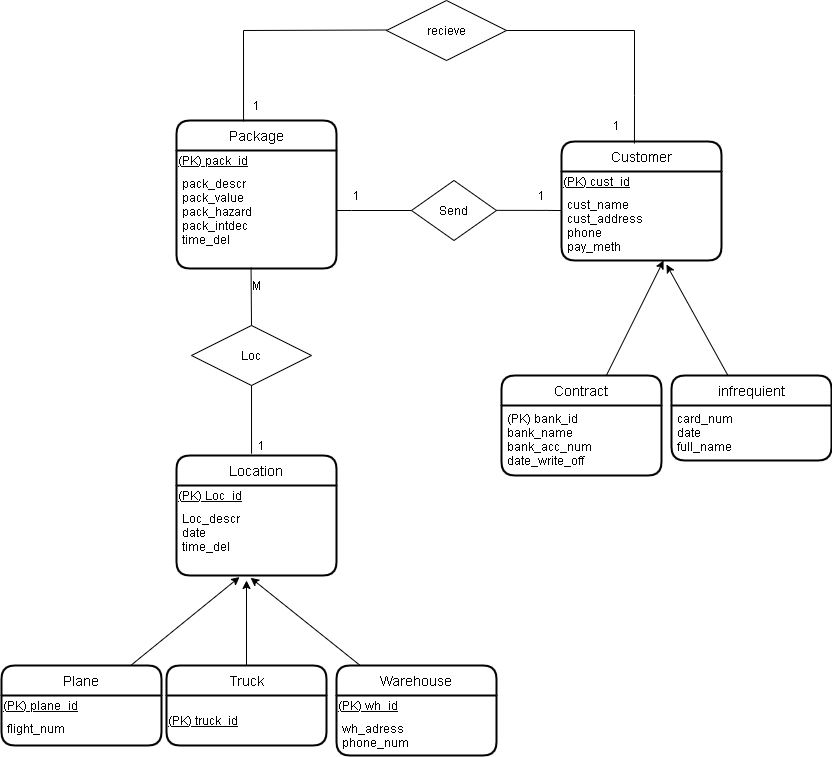 recieve
1
1
Package
(PK) pack_id
pack_descr
pack_value
pack_hazard
pack_intdec
time_del
1
Send
1
Customer
(PK) cust_id
cust_name
cust_address
phone
pay_meth
M
Loc
1
Contract
(PK) bank_id
bank_name
bank_acc_num
date_write_off
infrequient
card_num
date
full_name
Location
(PK) Loc_id
Loc_descr
date
time_del
Plane
(PK) plane_id
flight_num
Truck
(PK) truck_id
Warehouse
(PK) wh_id
wh_adress
phone_num